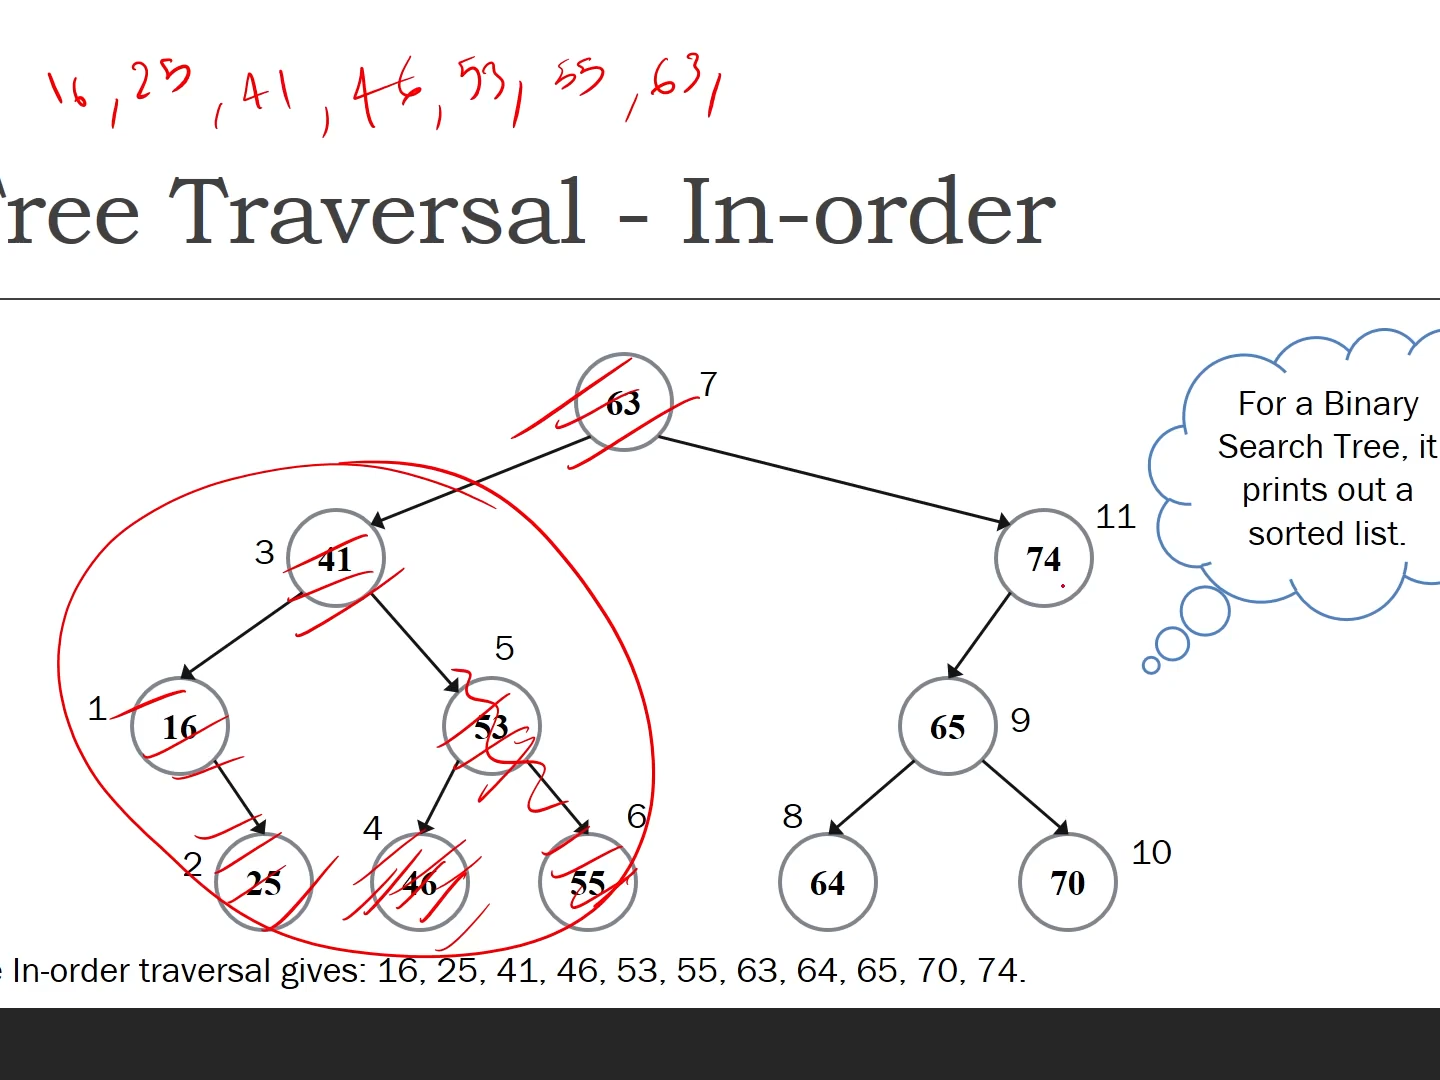 16, 25, 41, 46, 53, 55, 63,
Tree Traversal - In-order
63 7
For a Binary
Search Tree, it
prints out a
sorted list.
3 41
74 11
5
1 16
53
65 9
4
6
8
2 25
46
55
64
70 10
e In-order traversal gives: 16, 25, 41, 46, 53, 55, 63, 64, 65, 70, 74.